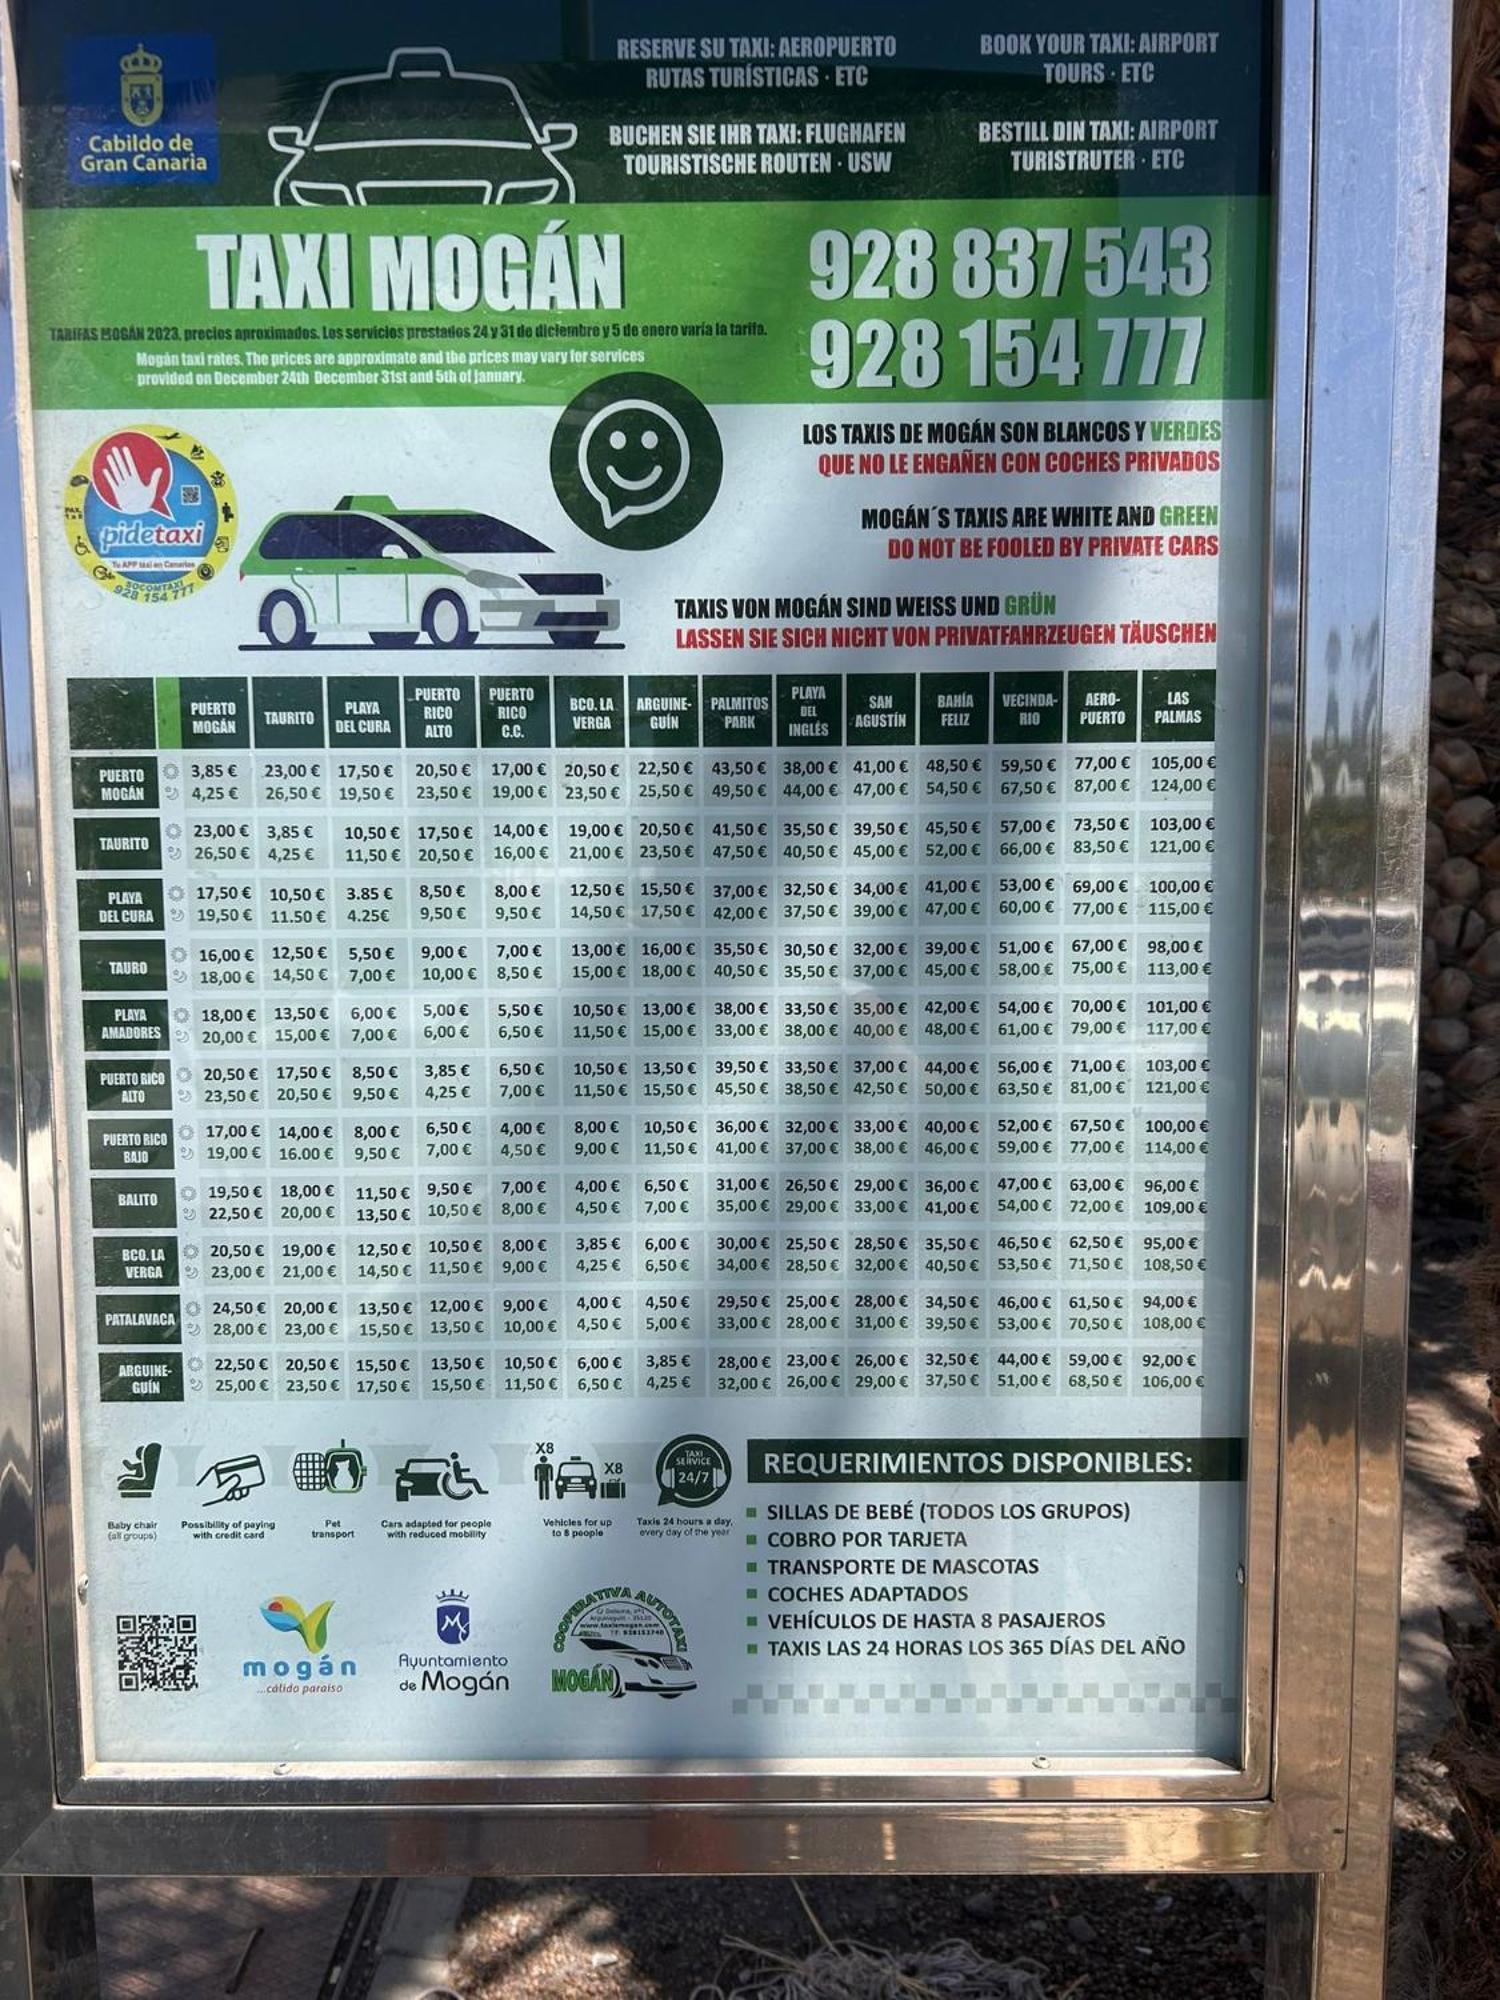 Cabildo de
Gran Canaria
RESERVE SU TAXI: AEROPUERTO
RUTAS TURÍSTICAS · ETC
BOOK YOUR TAXI: AIRPORT
TOURS · ETC
BUCHEN SIE IHR TAXI: FLUGHAFEN
TOURISTISCHE ROUTEN · USW
BESTILL DIN TAXI: AIRPORT
TURISTRUTER · ETC
TAXI MOGÁN
928 837 543
928 154 777
TARIFAS MOGÁN 2023, precios aproximados. Los servicios prestados 24 y 31 de diciembre y 5 de enero varía la tarifa.
Mogán taxi rates. The prices are approximate and the prices may vary for services
provided on December 24th December 31st and 5th of january.
pidetaxi
Tu APP taxi en Canarias
SOCOMTAXI
928 154 777
LOS TAXIS DE MOGÁN SON BLANCOS Y VERDES
QUE NO LE ENGAÑEN CON COCHES PRIVADOS
MOGÁN´S TAXIS ARE WHITE AND GREEN
DO NOT BE FOOLED BY PRIVATE CARS
TAXIS VON MOGÁN SIND WEISS UND GRÜN
LASSEN SIE SICH NICHT VON PRIVATFAHRZEUGEN TÄUSCHEN
PUERTO MOGÁN TAURITO PLAYA DEL CURA PUERTO RICO ALTO PUERTO RICO C.C. BCO. LA VERGA ARGUINE-GUÍN PALMITOS PARK PLAYA DEL INGLÉS SAN AGUSTÍN BAHÍA FELIZ VECINDA-RIO AERO-PUERTO LAS PALMAS
PUERTO MOGÁN
3,85 € 23,00 € 17,50 € 20,50 € 17,00 € 20,50 € 22,50 € 43,50 € 38,00 € 41,00 € 48,50 € 59,50 € 77,00 € 105,00 €
4,25 € 26,50 € 19,50 € 23,50 € 19,00 € 23,50 € 25,50 € 49,50 € 44,00 € 47,00 € 54,50 € 67,50 € 87,00 € 124,00 €
TAURITO
23,00 € 3,85 € 10,50 € 17,50 € 14,00 € 19,00 € 20,50 € 41,50 € 35,50 € 39,50 € 45,50 € 57,00 € 73,50 € 103,00 €
26,50 € 4,25 € 11,50 € 20,50 € 16,00 € 21,00 € 23,50 € 47,50 € 40,50 € 45,00 € 52,00 € 66,00 € 83,50 € 121,00 €
PLAYA DEL CURA
17,50 € 10,50 € 3.85 € 8,50 € 8,00 € 12,50 € 15,50 € 37,00 € 32,50 € 34,00 € 41,00 € 53,00 € 69,00 € 100,00 €
19,50 € 11.50 € 4.25€ 9,50 € 9,50 € 14,50 € 17,50 € 42,00 € 37,50 € 39,00 € 47,00 € 60,00 € 77,00 € 115,00 €
TAURO
16,00 € 12,50 € 5,50 € 9,00 € 7,00 € 13,00 € 16,00 € 35,50 € 30,50 € 32,00 € 39,00 € 51,00 € 67,00 € 98,00 €
18,00 € 14,50 € 7,00 € 10,00 € 8,50 € 15,00 € 18,00 € 40,50 € 35,50 € 37,00 € 45,00 € 58,00 € 75,00 € 113,00 €
PLAYA AMADORES
18,00 € 13,50 € 6,00 € 5,00 € 5,50 € 10,50 € 13,00 € 38,00 € 33,50 € 35,00 € 42,00 € 54,00 € 70,00 € 101,00 €
20,00 € 15,00 € 7,00 € 6,00 € 6,50 € 11,50 € 15,00 € 33,00 € 38,00 € 40,00 € 48,00 € 61,00 € 79,00 € 117,00 €
PUERTO RICO ALTO
20,50 € 17,50 € 8,50 € 3,85 € 6,50 € 10,50 € 13,50 € 39,50 € 33,50 € 37,00 € 44,00 € 56,00 € 71,00 € 103,00 €
23,50 € 20,50 € 9,50 € 4,25 € 7,00 € 11,50 € 15,50 € 45,50 € 38,50 € 42,50 € 50,00 € 63,50 € 81,00 € 121,00 €
PUERTO RICO BAJO
17,00 € 14,00 € 8,00 € 6,50 € 4,00 € 8,00 € 10,50 € 36,00 € 32,00 € 33,00 € 40,00 € 52,00 € 67,50 € 100,00 €
19,00 € 16.00 € 9,50 € 7,00 € 4,50 € 9,00 € 11,50 € 41,00 € 37,00 € 38,00 € 46,00 € 59,00 € 77,00 € 114,00 €
BALITO
19,50 € 18,00 € 11,50 € 9,50 € 7,00 € 4,00 € 6,50 € 31,00 € 26,50 € 29,00 € 36,00 € 47,00 € 63,00 € 96,00 €
22,50 € 20,00 € 13,50 € 10,50 € 8,00 € 4,50 € 7,00 € 35,00 € 29,00 € 33,00 € 41,00 € 54,00 € 72,00 € 109,00 €
BCO. LA VERGA
20,50 € 19,00 € 12,50 € 10,50 € 8,00 € 3,85 € 6,00 € 30,00 € 25,50 € 28,50 € 35,50 € 46,50 € 62,50 € 95,00 €
23,00 € 21,00 € 14,50 € 11,50 € 9,00 € 4,25 € 6,50 € 34,00 € 28,50 € 32,00 € 40,50 € 53,50 € 71,50 € 108,50 €
PATALAVACA
24,50 € 20,00 € 13,50 € 12,00 € 9,00 € 4,00 € 4,50 € 29,50 € 25,00 € 28,00 € 34,50 € 46,00 € 61,50 € 94,00 €
28,00 € 23,00 € 15,50 € 13,50 € 10,00 € 4,50 € 5,00 € 33,00 € 28,00 € 31,00 € 39,50 € 53,00 € 70,50 € 108,00 €
ARGUINE-GUÍN
22,50 € 20,50 € 15,50 € 13,50 € 10,50 € 6,00 € 3,85 € 28,00 € 23,00 € 26,00 € 32,50 € 44,00 € 59,00 € 92,00 €
25,00 € 23,50 € 17,50 € 15,50 € 11,50 € 6,50 € 4,25 € 32,00 € 26,00 € 29,00 € 37,50 € 51,00 € 68,50 € 106,00 €
X8
X8
TAXI
SERVICE
24/7
Baby chair
(all groups)
Possibility of paying
with credit card
Pet
transport
Cars adapted for people
with reduced mobility
Vehicles for up
to 8 people
Taxis 24 hours a day,
every day of the year
REQUERIMIENTOS DISPONIBLES:
SILLAS DE BEBÉ (TODOS LOS GRUPOS)
COBRO POR TARJETA
TRANSPORTE DE MASCOTAS
COCHES ADAPTADOS
VEHÍCULOS DE HASTA 8 PASAJEROS
TAXIS LAS 24 HORAS LOS 365 DÍAS DEL AÑO
mogán
...cálido paraiso
Ayuntamiento
de Mogán
COOPERATIVA AUTOTAXI
www.taximogan.com
MOGÁN